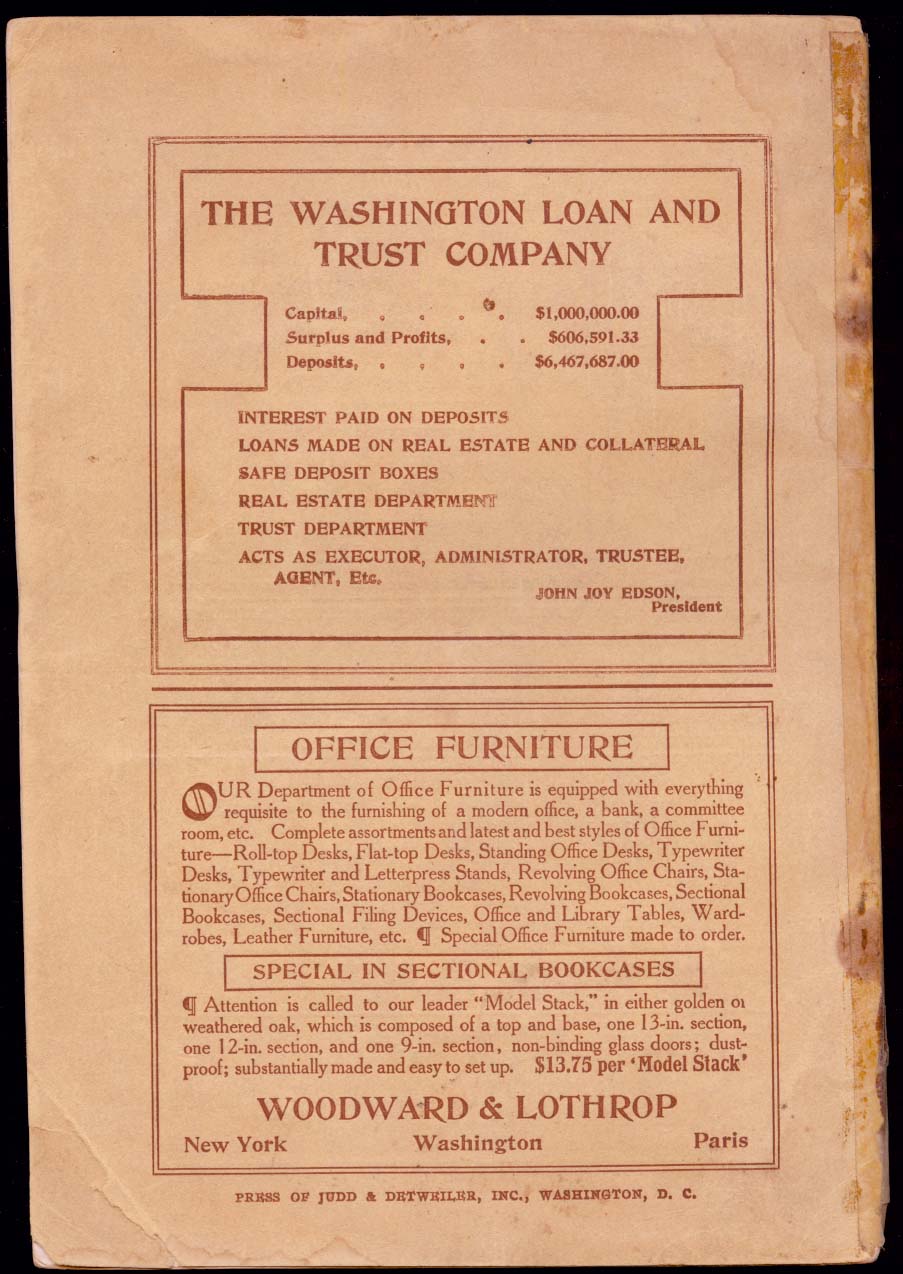 THE WASHINGTON LOAN AND
TRUST COMPANY
Capital, . . . . $1,000,000.00
Surplus and Profits, . . $606,591.33
Deposits, . . . . $6,467,687.00
INTEREST PAID ON DEPOSITS
LOANS MADE ON REAL ESTATE AND COLLATERAL
SAFE DEPOSIT BOXES
REAL ESTATE DEPARTMENT
TRUST DEPARTMENT
ACTS AS EXECUTOR, ADMINISTRATOR, TRUSTEE,
AGENT, Etc.
JOHN JOY EDSON,
President
OFFICE FURNITURE
OUR Department of Office Furniture is equipped with everything
requisite to the furnishing of a modern office, a bank, a committee
room, etc. Complete assortments and latest and best styles of Office Furni-
ture—Roll-top Desks, Flat-top Desks, Standing Office Desks, Typewriter
Desks, Typewriter and Letterpress Stands, Revolving Office Chairs, Sta-
tionary Office Chairs, Stationary Bookcases, Revolving Bookcases, Sectional
Bookcases, Sectional Filing Devices, Office and Library Tables, Ward-
robes, Leather Furniture, etc. ¶ Special Office Furniture made to order.
SPECIAL IN SECTIONAL BOOKCASES
¶ Attention is called to our leader "Model Stack," in either golden or
weathered oak, which is composed of a top and base, one 13-in. section,
one 12-in. section, and one 9-in. section, non-binding glass doors; dust-
proof; substantially made and easy to set up. $13.75 per 'Model Stack'
WOODWARD & LOTHROP
New York Washington Paris
PRESS OF JUDD & DETWEILER, INC., WASHINGTON, D. C.